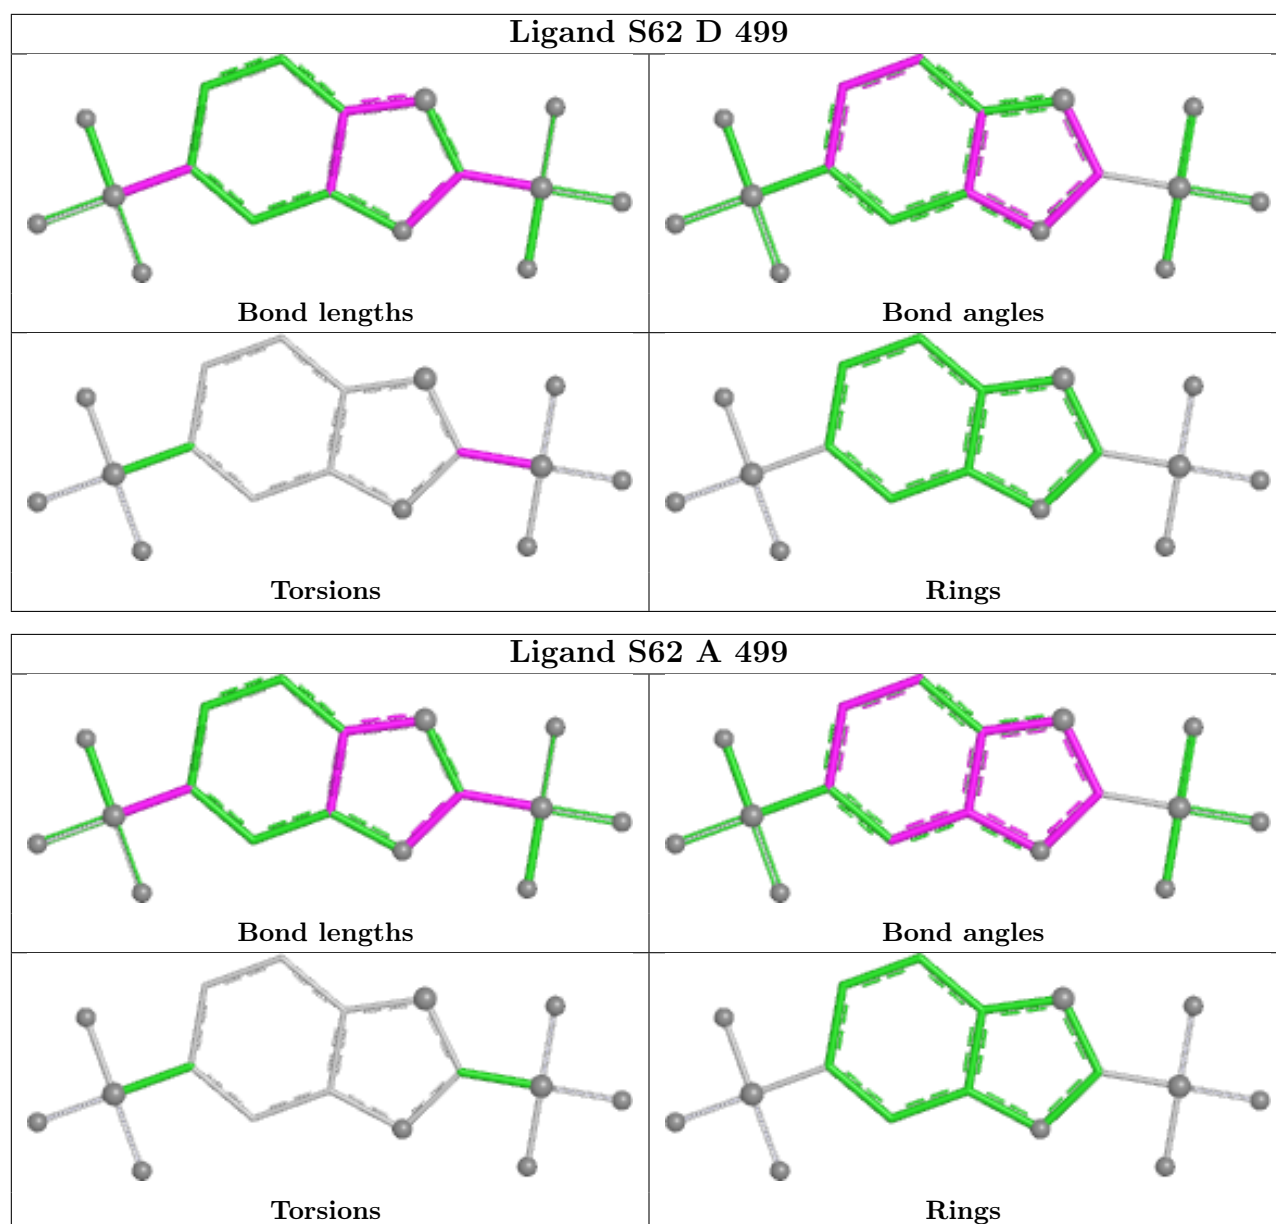 Ligand S62 D 499
Bond lengths
Bond angles
Torsions
Rings
Ligand S62 A 499
Bond lengths
Bond angles
Torsions
Rings